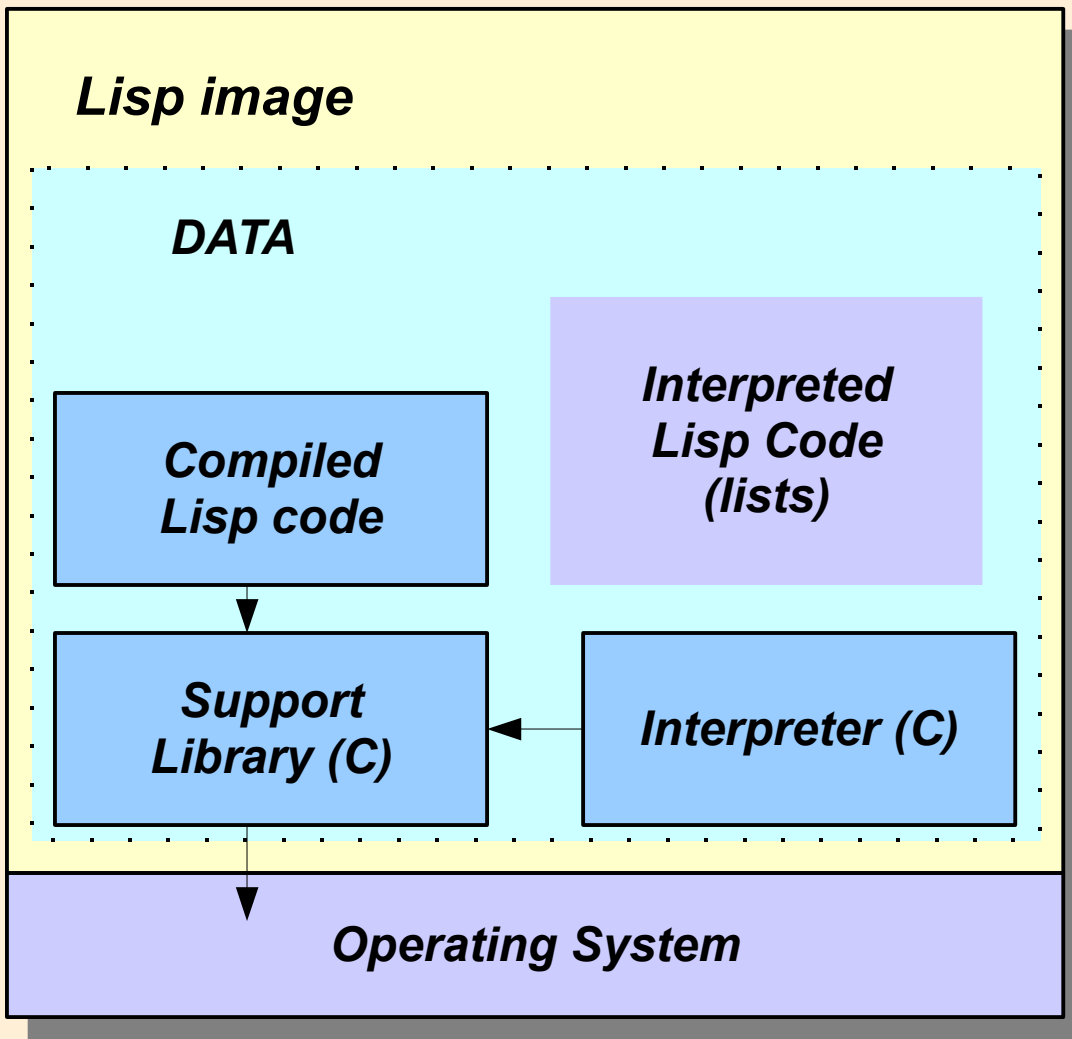 Lisp image
DATA
Interpreted
Lisp Code
(lists)
Compiled
Lisp code
Support
Library (C)
Interpreter (C)
Operating System